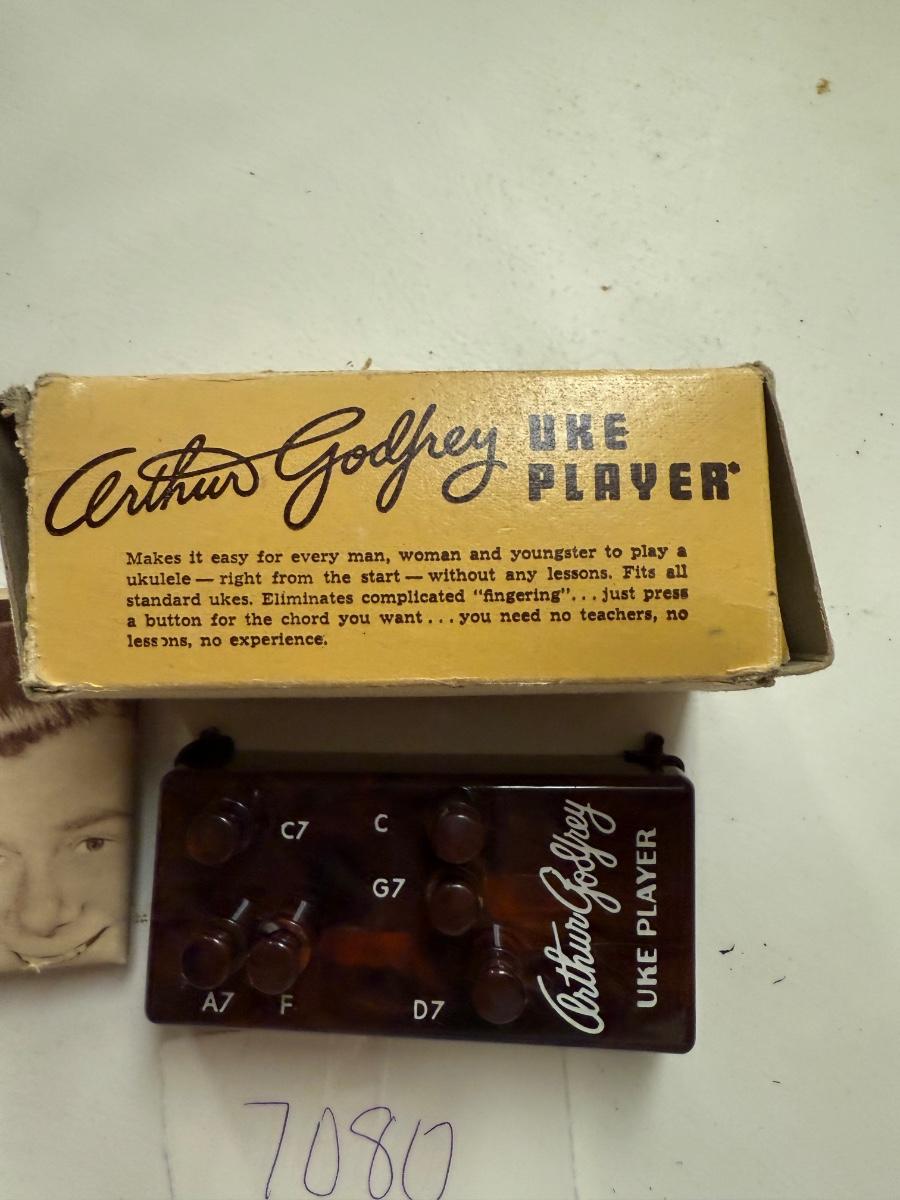 Arthur Godfrey UKE
PLAYER*
Makes it easy for every man, woman and youngster to play a
ukulele — right from the start — without any lessons. Fits all
standard ukes. Eliminates complicated "fingering"... just press
a button for the chord you want... you need no teachers, no
lessons, no experience.
C7 C
G7
A7 F D7
Arthur Godfrey
UKE PLAYER
7080